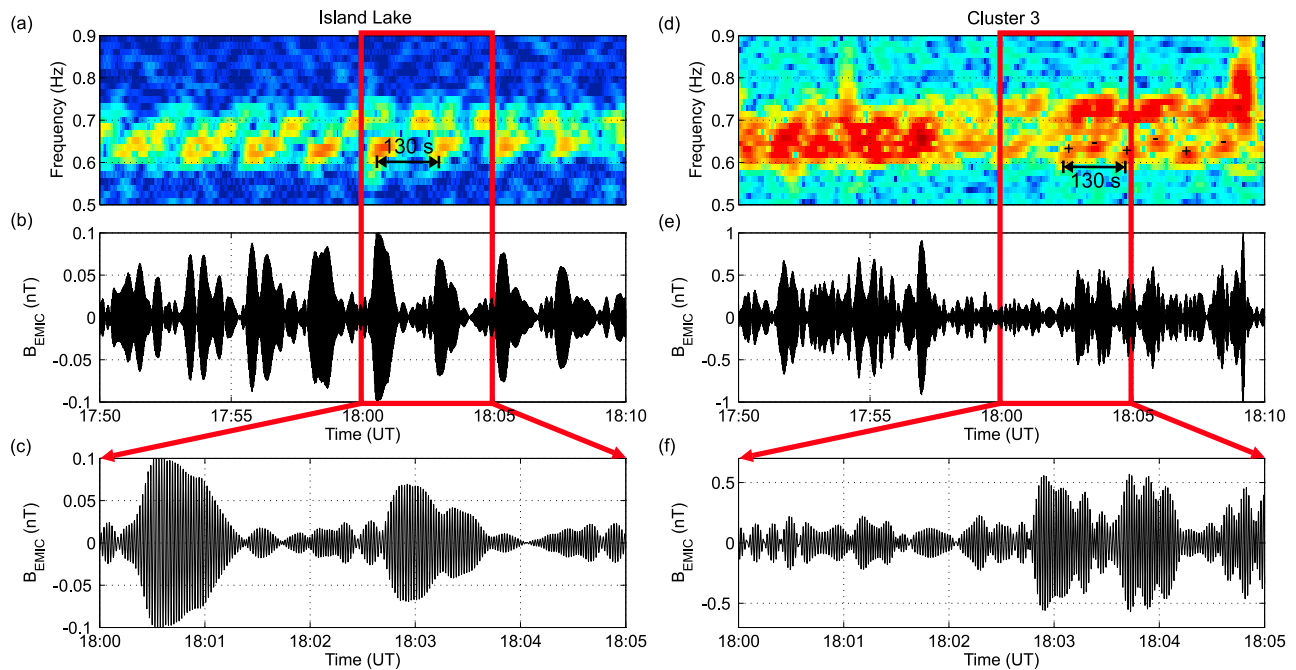 Island Lake
(a)
0.9
0.8
0.7
0.6
0.5
Frequency (Hz)
130 s
(b)
0.1
0.05
0
-0.05
-0.1
B_EMIC (nT)
17:50 17:55 18:00 18:05 18:10
Time (UT)
(c)
0.1
0.05
0
-0.05
-0.1
B_EMIC (nT)
18:00 18:01 18:02 18:03 18:04 18:05
Time (UT)
Cluster 3
(d)
0.9
0.8
0.7
0.6
0.5
Frequency (Hz)
+ - + - + -
130 s
(e)
1
0.5
0
-0.5
-1
B_EMIC (nT)
17:50 17:55 18:00 18:05 18:10
Time (UT)
(f)
0.5
0
-0.5
B_EMIC (nT)
18:00 18:01 18:02 18:03 18:04 18:05
Time (UT)